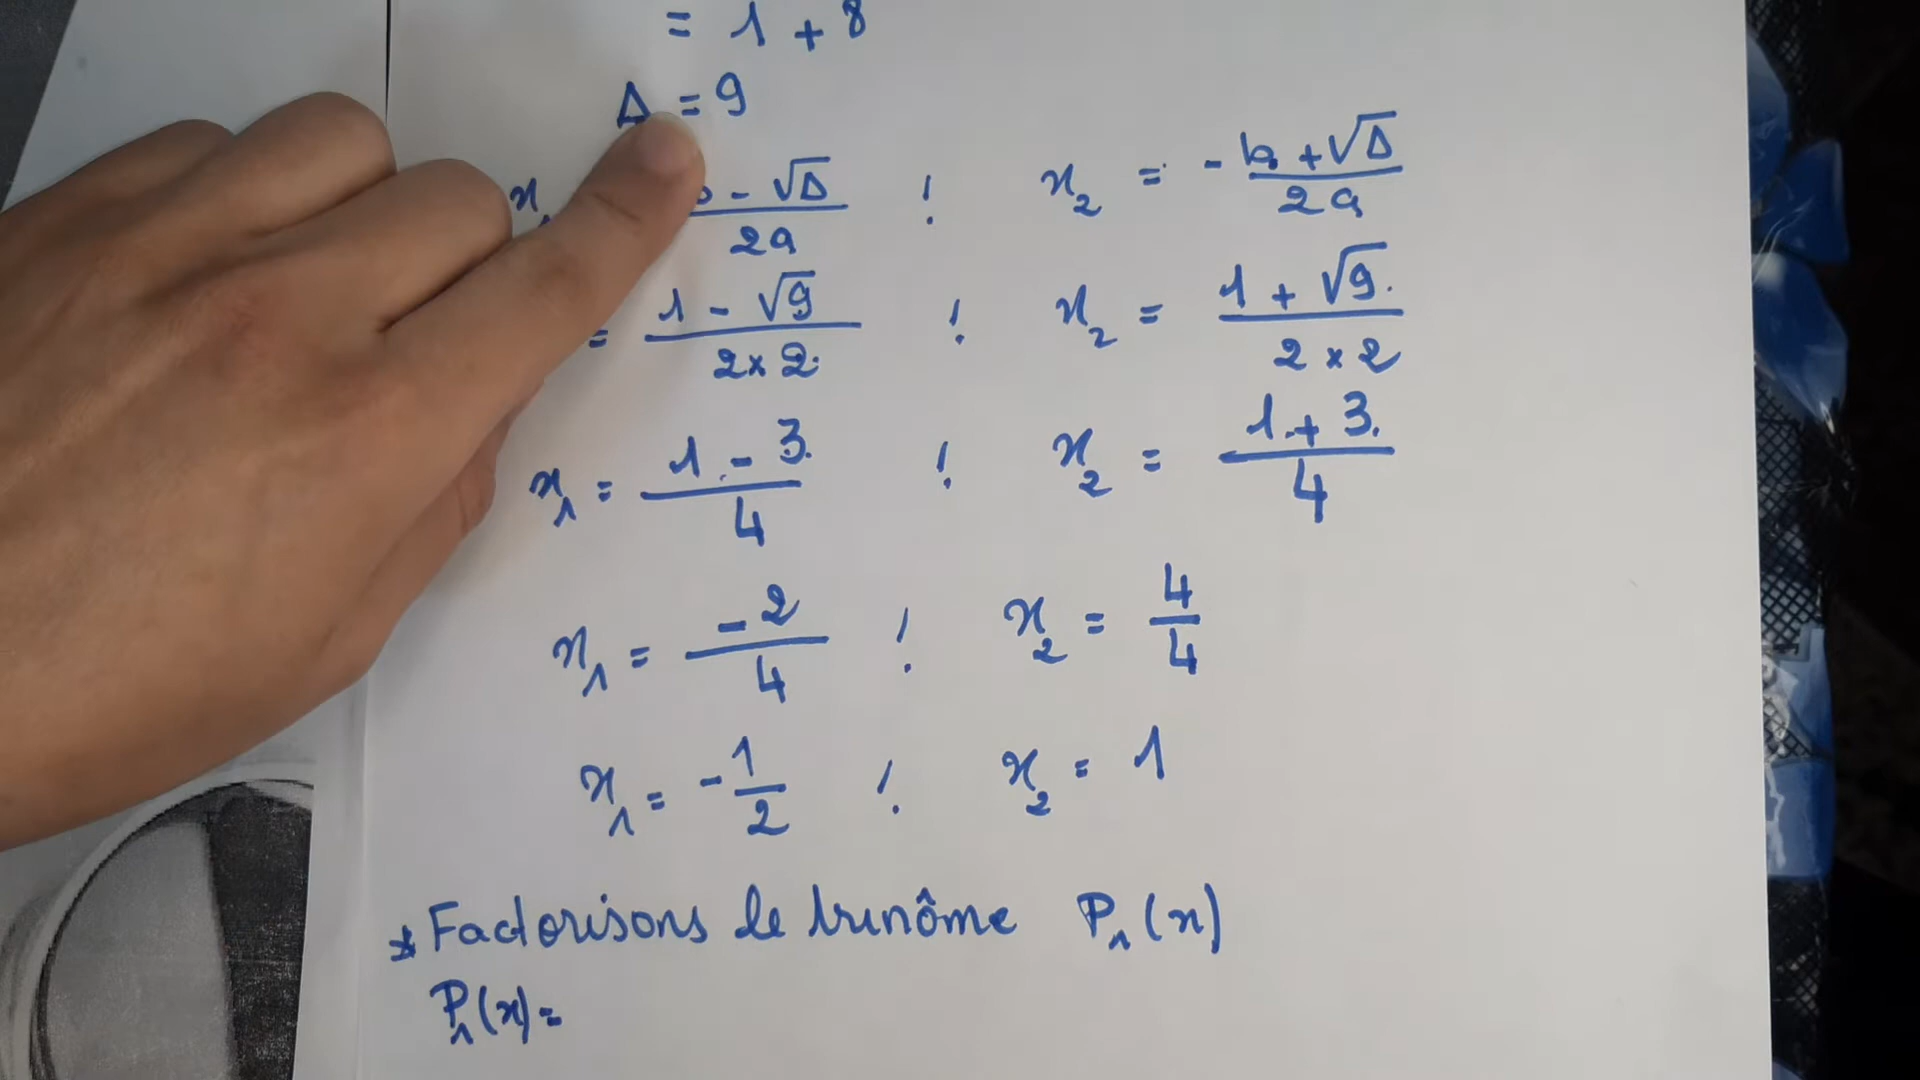 = 1 + 8
Δ = 9
x - √Δ / 2a ! x₂ = - b + √Δ / 2a
= 1 - √9 / 2 x 2 ! x₂ = 1 + √9 / 2 x 2
x₁ = 1 - 3 / 4 ! x₂ = 1 + 3 / 4
x₁ = - 2 / 4 ! x₂ = 4 / 4
x₁ = - 1 / 2 ! x₂ = 1
* Factorisons le trinôme P₁(x)
P₁(x) =